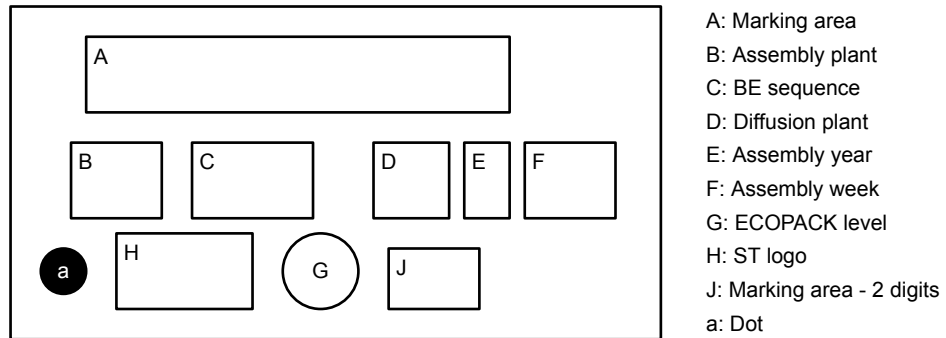 A
B
C
D
E
F
a
H
G
J
A: Marking area
B: Assembly plant
C: BE sequence
D: Diffusion plant
E: Assembly year
F: Assembly week
G: ECOPACK level
H: ST logo
J: Marking area - 2 digits
a: Dot